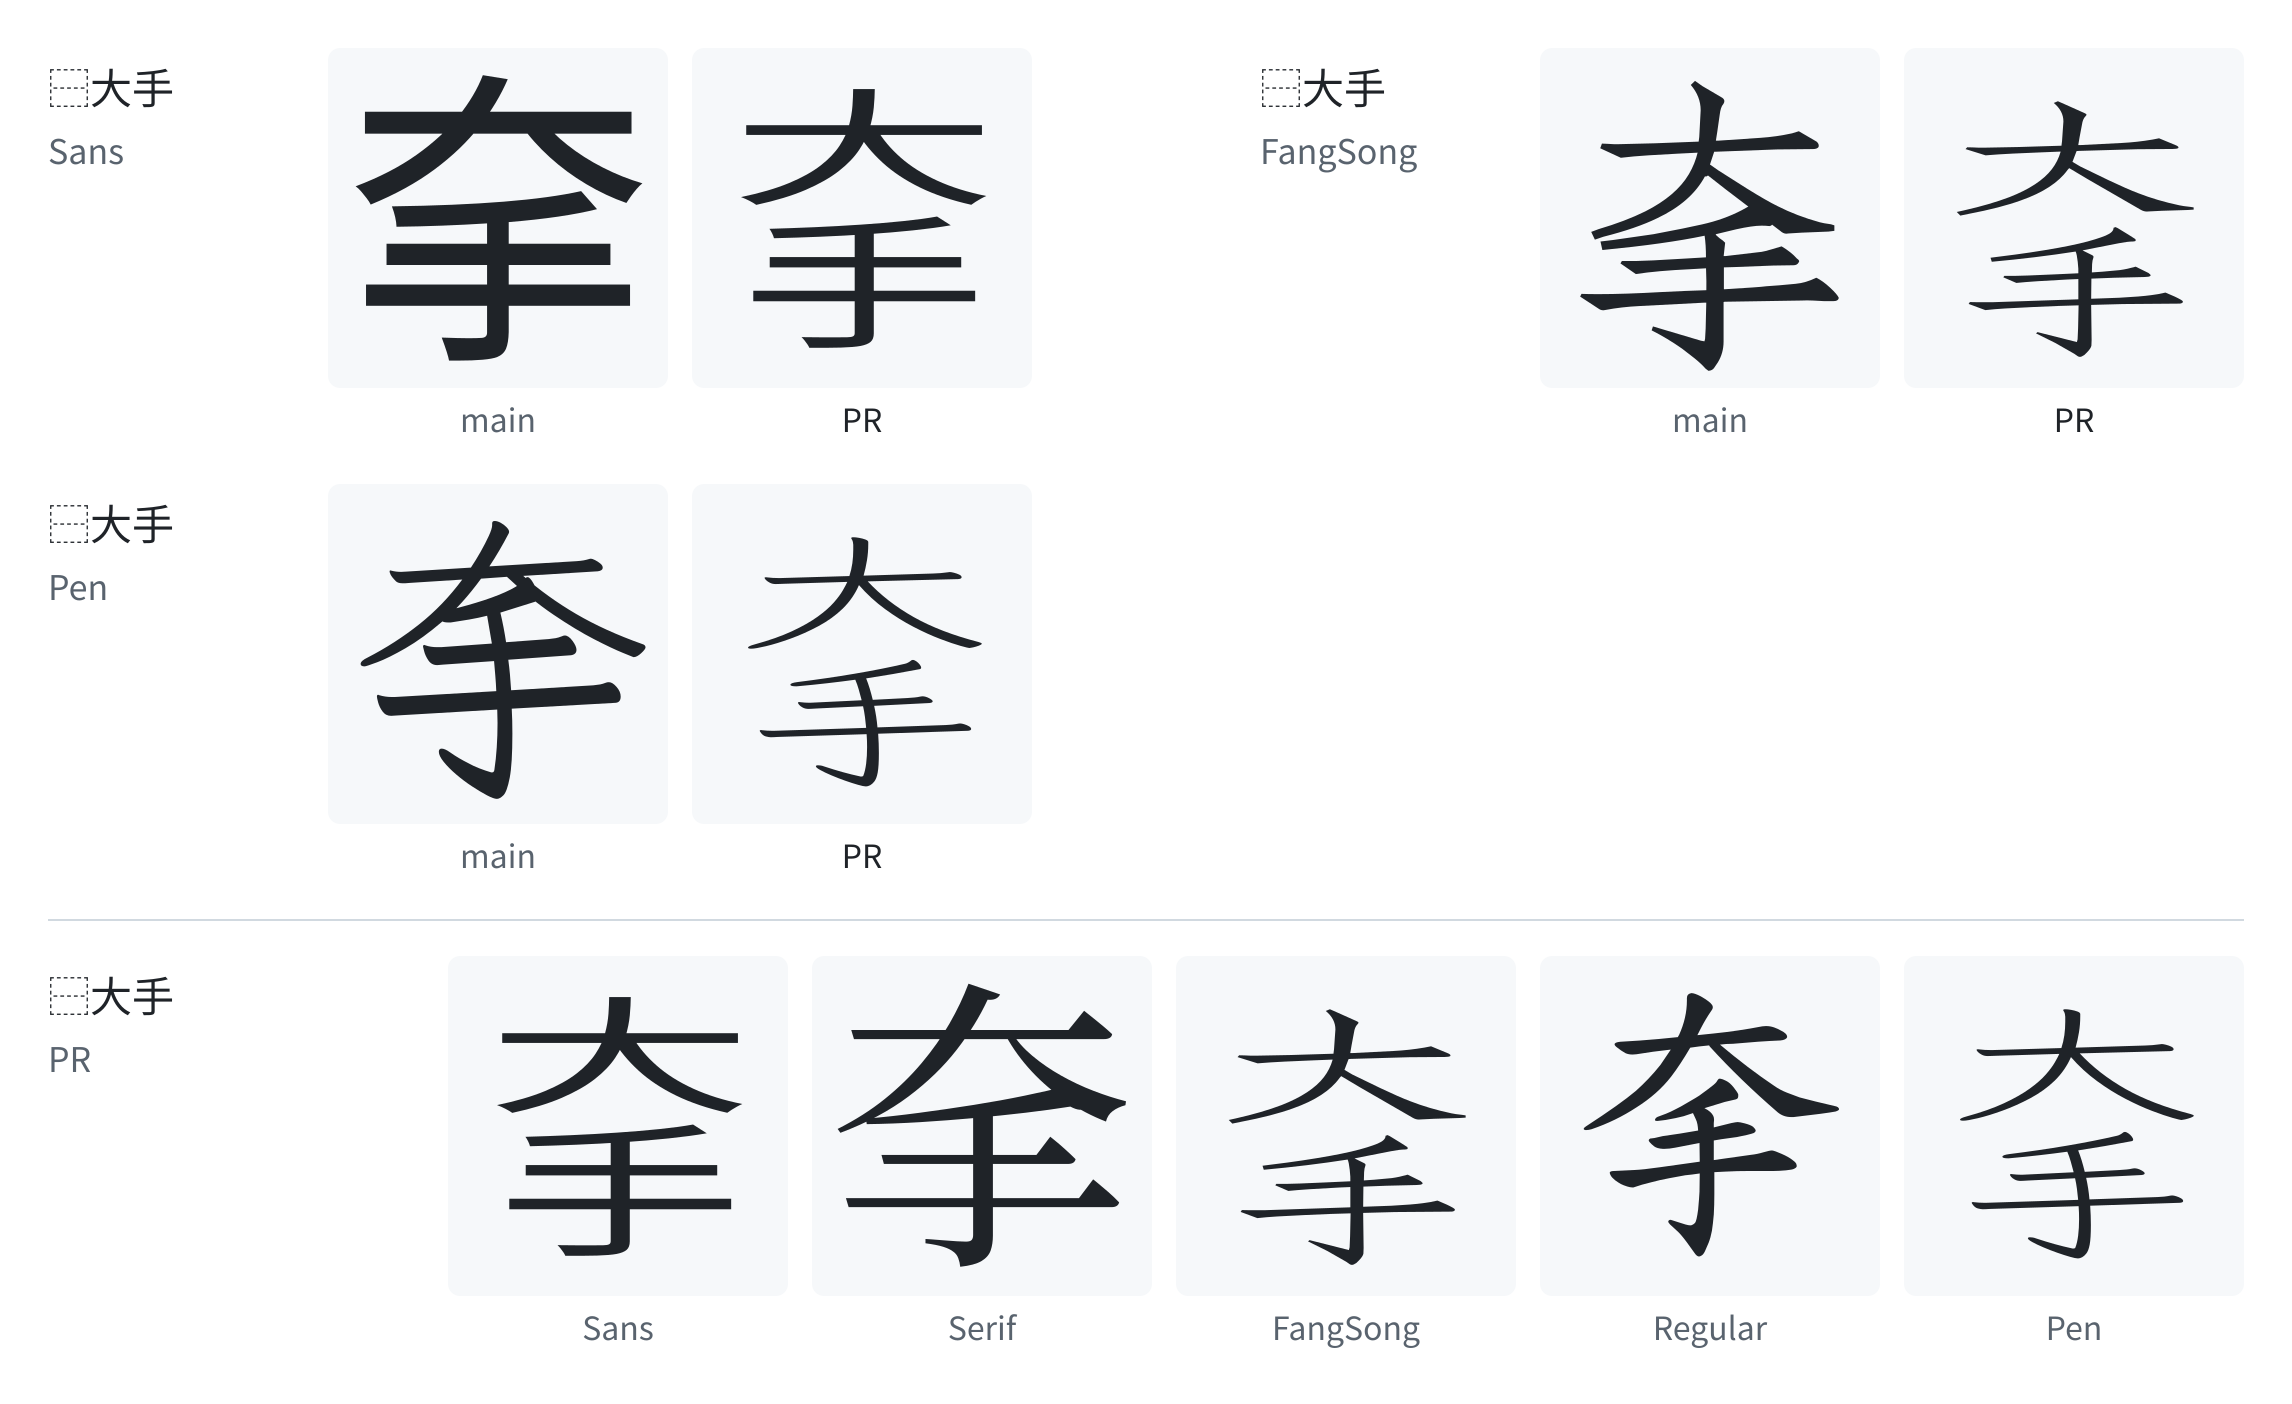 ⿱大手
Sans
main
PR
⿱大手
FangSong
main
PR
⿱大手
Pen
main
PR
⿱大手
PR
Sans
Serif
FangSong
Regular
Pen